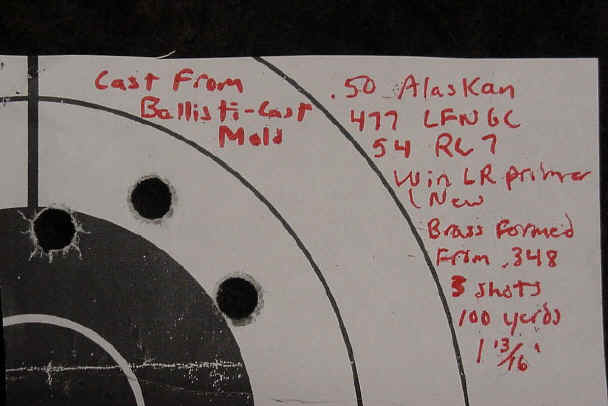 Cast From
Ballisti-Cast
Mold
.50 Alaskan
477 LFNGC
54 RL7
Win LR primer
New
Brass Formed
From .348
3 shots
100 yards
1 13/16"